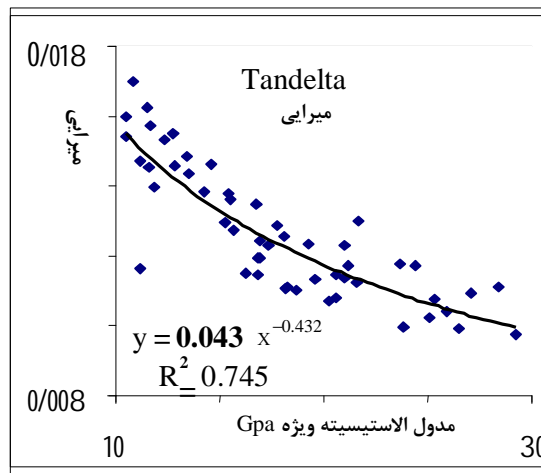 0/018
Tandelta
میرایی
میرایی
y = 0.043 x^−0.432
R² = 0.745
0/008
10
30
مدول الاستیسیته ویژه Gpa